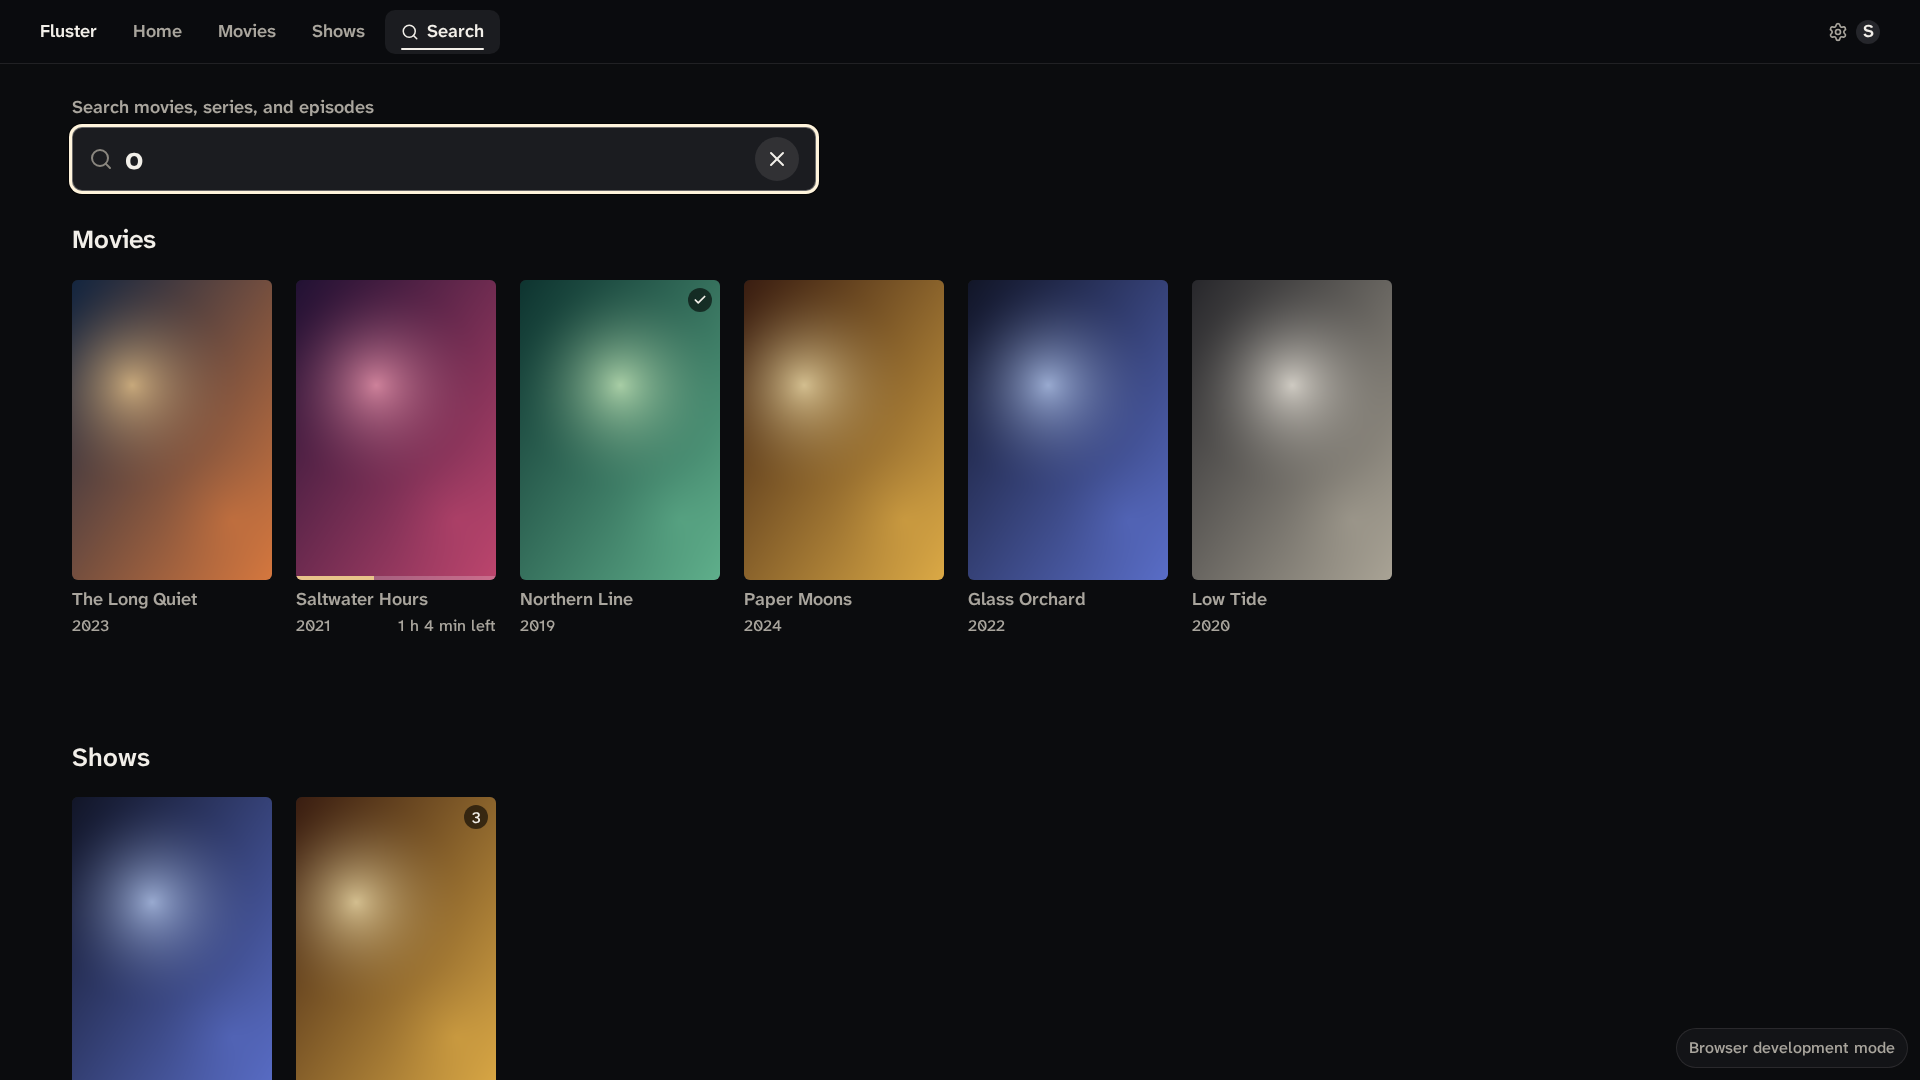 Fluster Home Movies Shows Search S
Search movies, series, and episodes
o
Movies
The Long Quiet Saltwater Hours Northern Line Paper Moons Glass Orchard Low Tide
2023 2021 1 h 4 min left 2019 2024 2022 2020
Shows
3
Browser development mode